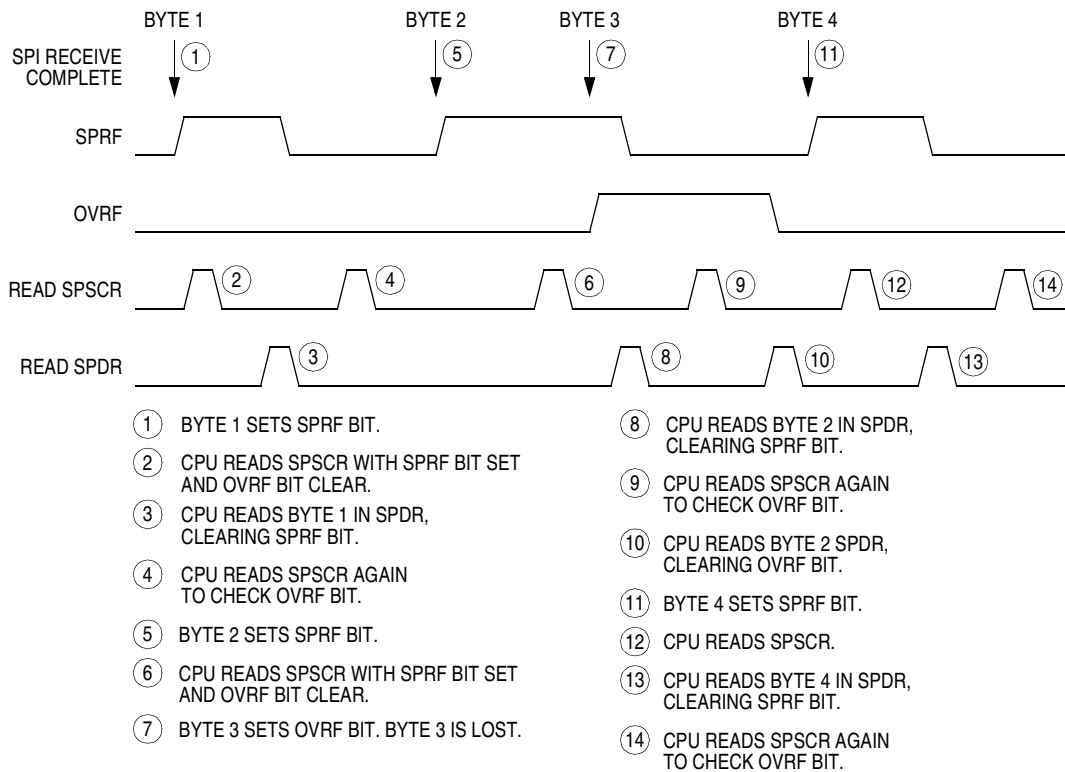 BYTE 1
BYTE 2
BYTE 3
BYTE 4
SPI RECEIVE
COMPLETE
1
5
7
11
SPRF
OVRF
READ SPSCR
2
4
6
9
12
14
READ SPDR
3
8
10
13
1 BYTE 1 SETS SPRF BIT.
2 CPU READS SPSCR WITH SPRF BIT SET
AND OVRF BIT CLEAR.
3 CPU READS BYTE 1 IN SPDR,
CLEARING SPRF BIT.
4 CPU READS SPSCR AGAIN
TO CHECK OVRF BIT.
5 BYTE 2 SETS SPRF BIT.
6 CPU READS SPSCR WITH SPRF BIT SET
AND OVRF BIT CLEAR.
7 BYTE 3 SETS OVRF BIT. BYTE 3 IS LOST.
8 CPU READS BYTE 2 IN SPDR,
CLEARING SPRF BIT.
9 CPU READS SPSCR AGAIN
TO CHECK OVRF BIT.
10 CPU READS BYTE 2 SPDR,
CLEARING OVRF BIT.
11 BYTE 4 SETS SPRF BIT.
12 CPU READS SPSCR.
13 CPU READS BYTE 4 IN SPDR,
CLEARING SPRF BIT.
14 CPU READS SPSCR AGAIN
TO CHECK OVRF BIT.